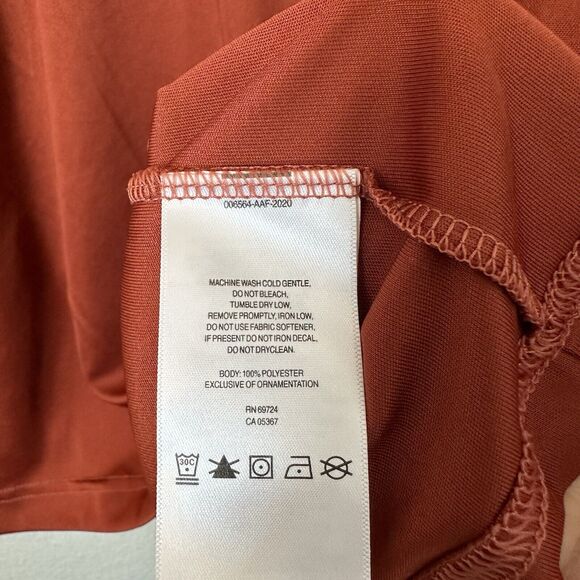 006564-AAF-2020
MACHINE WASH COLD GENTLE,
DO NOT BLEACH,
TUMBLE DRY LOW,
REMOVE PROMPTLY, IRON LOW,
DO NOT USE FABRIC SOFTENER,
IF PRESENT DO NOT IRON DECAL,
DO NOT DRYCLEAN.
BODY: 100% POLYESTER
EXCLUSIVE OF ORNAMENTATION
RN 69724
CA 05367
30C